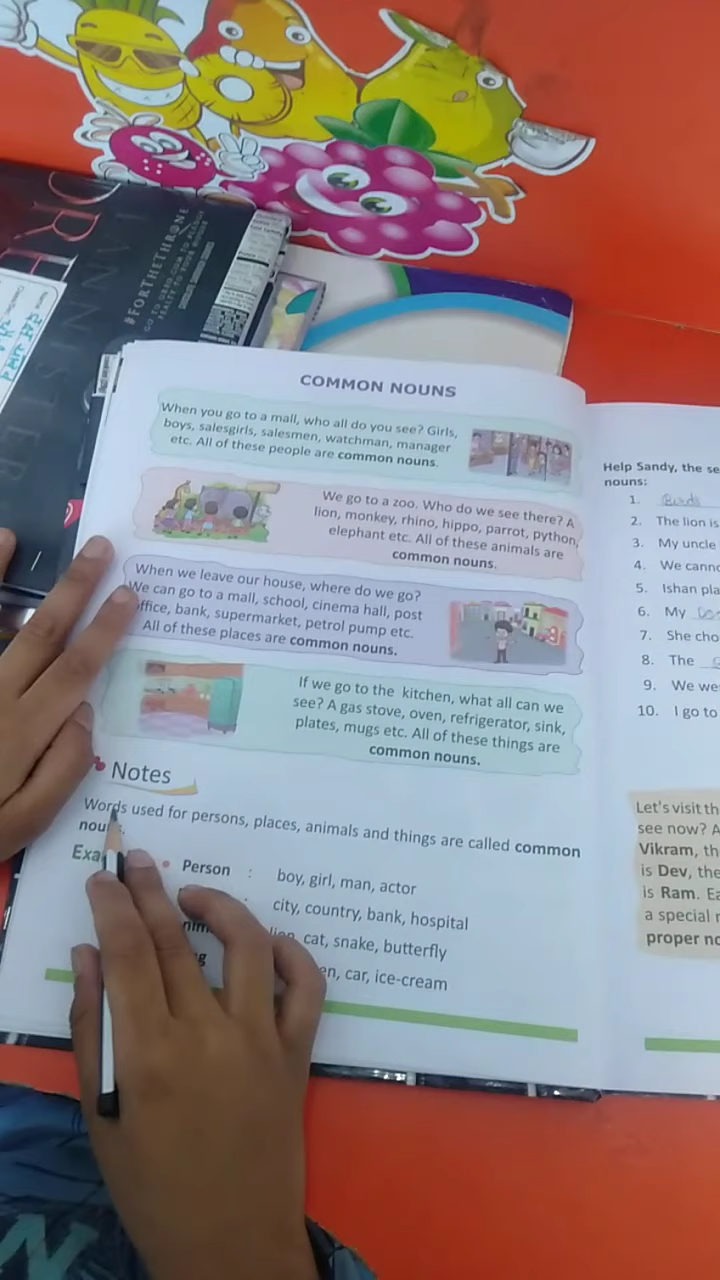 #FORTHETHRONE
COMMON NOUNS
When you go to a mall, who all do you see? Girls,
boys, salesgirls, salesmen, watchman, manager
etc. All of these people are common nouns.
We go to a zoo. Who do we see there? A
lion, monkey, rhino, hippo, parrot, python,
elephant etc. All of these animals are
common nouns.
When we leave our house, where do we go?
We can go to a mall, school, cinema hall, post
office, bank, supermarket, petrol pump etc.
All of these places are common nouns.
If we go to the kitchen, what all can we
see? A gas stove, oven, refrigerator, sink,
plates, mugs etc. All of these things are
common nouns.
Notes
Words used for persons, places, animals and things are called common
Person : boy, girl, man, actor
: city, country, bank, hospital
lion, cat, snake, butterfly
car, ice-cream
Help Sandy, the se
nouns:
1. Birds
2. The lion is
3. My uncle
4. We
5. Ishan
6. My
7. She
8. The
9. We
10. I go to
Let's visit th
see now? A
Vikram, th
is Dev, the
is Ram.
a special
proper